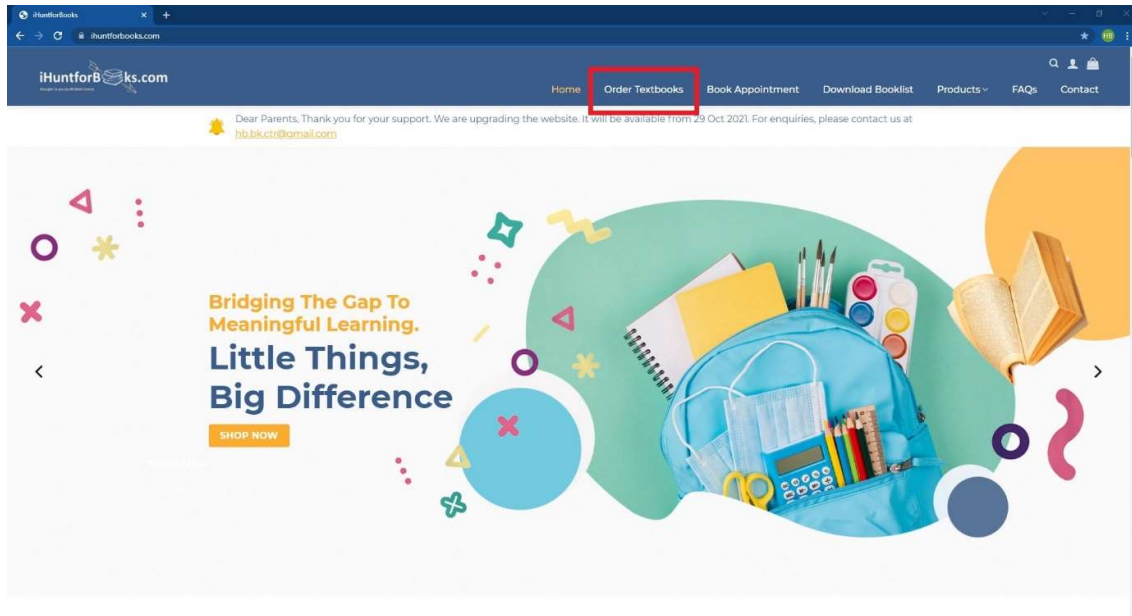 iHuntforBooks
ihuntforbooks.com
HB
iHuntforB ks.com
Home Order Textbooks Book Appointment Download Booklist Products FAQs Contact
Dear Parents, Thank you for your support. We are upgrading the website. It will be available from 29 Oct 2021. For enquiries, please contact us at
hb.bk.ctr@gmail.com
Bridging The Gap To
Meaningful Learning.
Little Things,
Big Difference
SHOP NOW